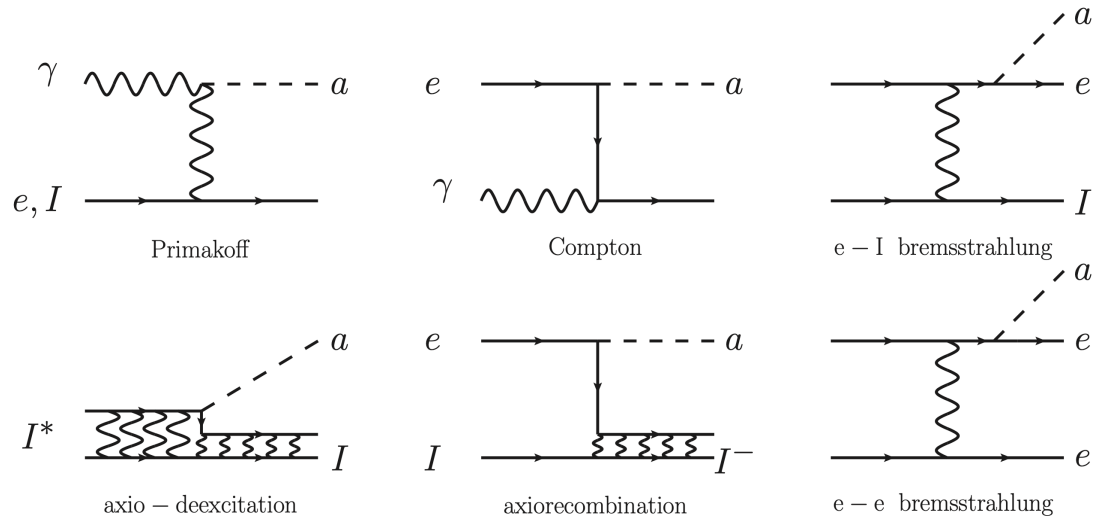 γ
a
e, I
Primakoff
e
a
γ
Compton
a
e
I
e – I bremsstrahlung
I*
a
I
axio – deexcitation
e
a
I
I⁻
axiorecombination
a
e
e
e – e bremsstrahlung